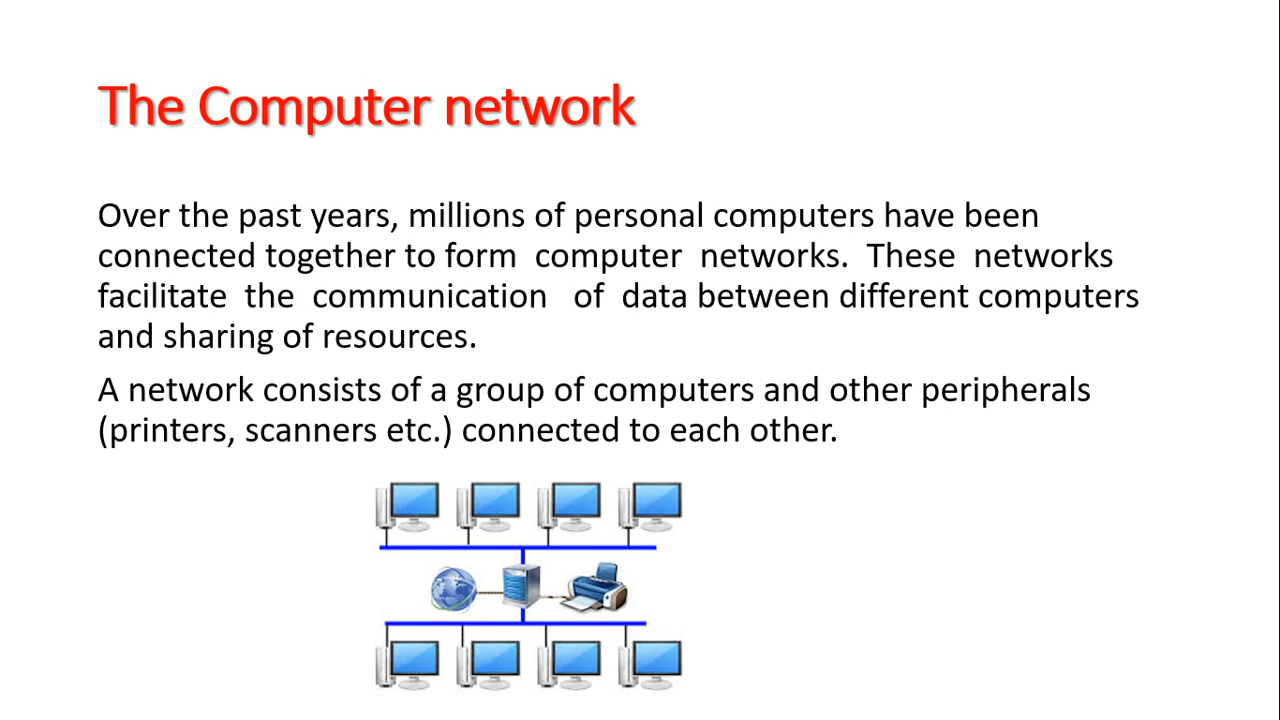 The Computer network
Over the past years, millions of personal computers have been
connected together to form computer networks. These networks
facilitate the communication of data between different computers
and sharing of resources.
A network consists of a group of computers and other peripherals
(printers, scanners etc.) connected to each other.